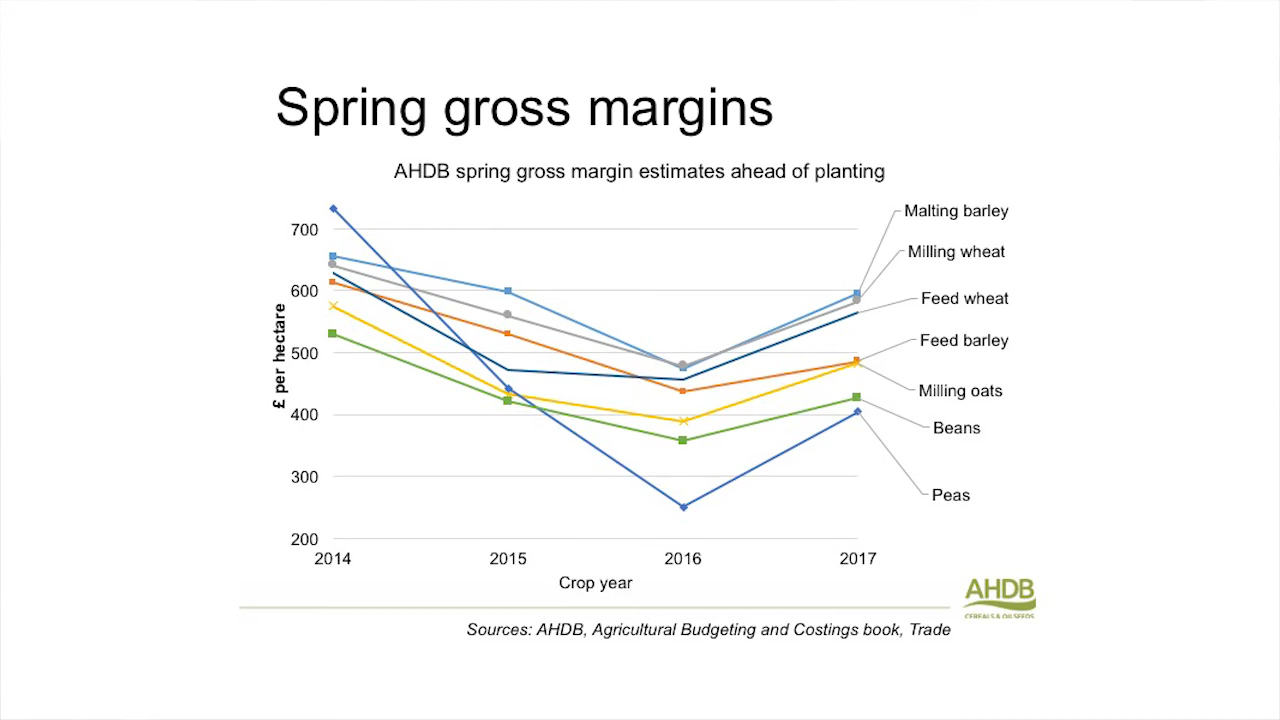 Spring gross margins
AHDB spring gross margin estimates ahead of planting
£ per hectare
700
600
500
400
300
200
2014 2015 2016 2017
Crop year
Malting barley
Milling wheat
Feed wheat
Feed barley
Milling oats
Beans
Peas
AHDB
CEREALS & OILSEEDS
Sources: AHDB, Agricultural Budgeting and Costings book, Trade